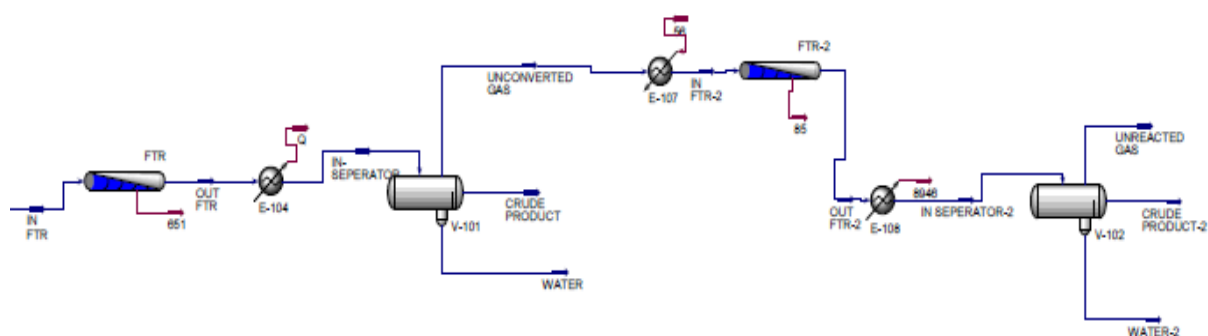 56
FTR-2
UNCONVERTED
GAS
E-107
IN
FTR-2
85
UNREACTED
GAS
FTR
Q
IN-
SEPERATOR
OUT
FTR
E-104
CRUDE
PRODUCT
IN
FTR
651
V-101
WATER
8946
OUT
FTR-2
E-108
IN SEPERATOR-2
CRUDE
PRODUCT-2
V-102
WATER-2